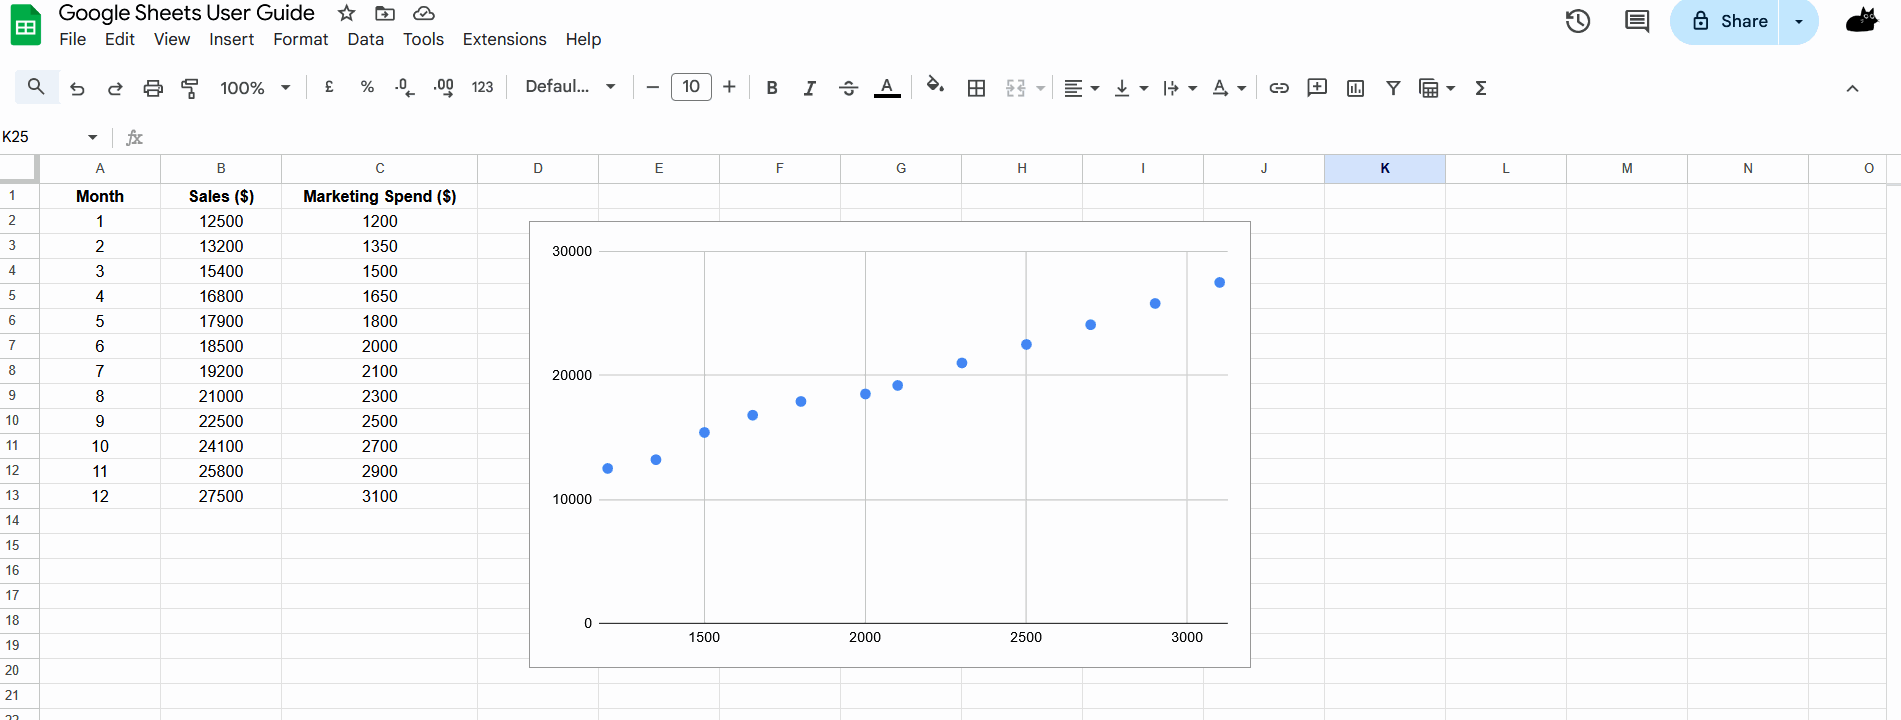 Google Sheets User Guide
File Edit View Insert Format Data Tools Extensions Help
Share
100% £ % .0 .00 123 Defaul... − 10 + B I S A Σ
K25 fx
A B C D E F G H I J K L M N O
1 Month Sales ($) Marketing Spend ($)
2 1 12500 1200
3 2 13200 1350
4 3 15400 1500
5 4 16800 1650
6 5 17900 1800
7 6 18500 2000
8 7 19200 2100
9 8 21000 2300
10 9 22500 2500
11 10 24100 2700
12 11 25800 2900
13 12 27500 3100
14
15
16
17
18
19
20
21
22
30000
20000
10000
0
1500 2000 2500 3000